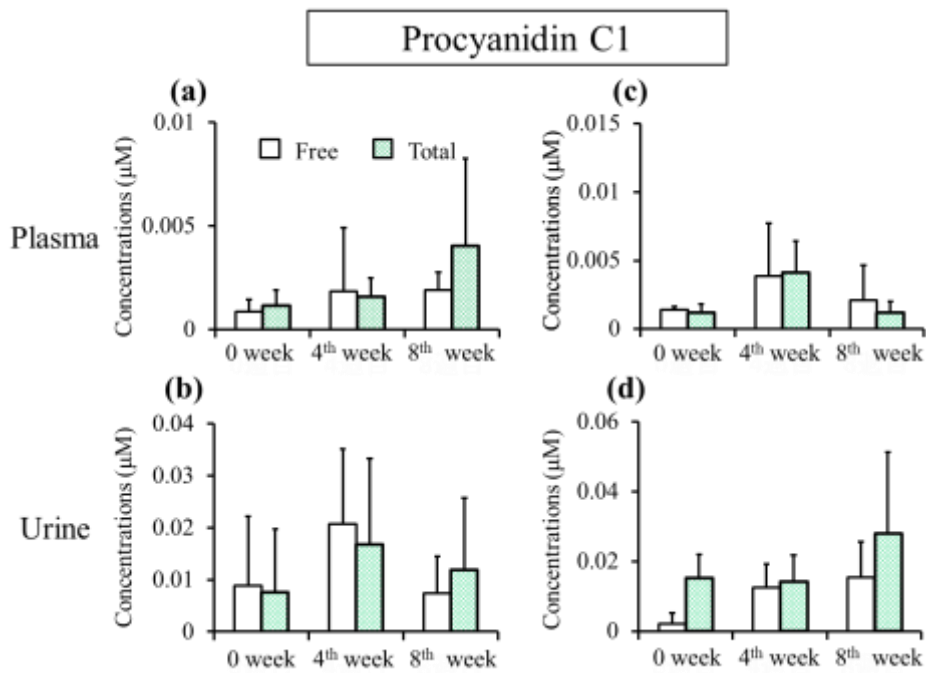 Procyanidin C1
(a)
Concentrations (μM)
0.01
0.005
0
Free
Total
0 week
4th week
8th week
(c)
Concentrations (μM)
0.015
0.01
0.005
0
0 week
4th week
8th week
Plasma
(b)
Concentrations (μM)
0.04
0.03
0.02
0.01
0
0 week
4th week
8th week
(d)
Concentrations (μM)
0.06
0.04
0.02
0
0 week
4th week
8th week
Urine